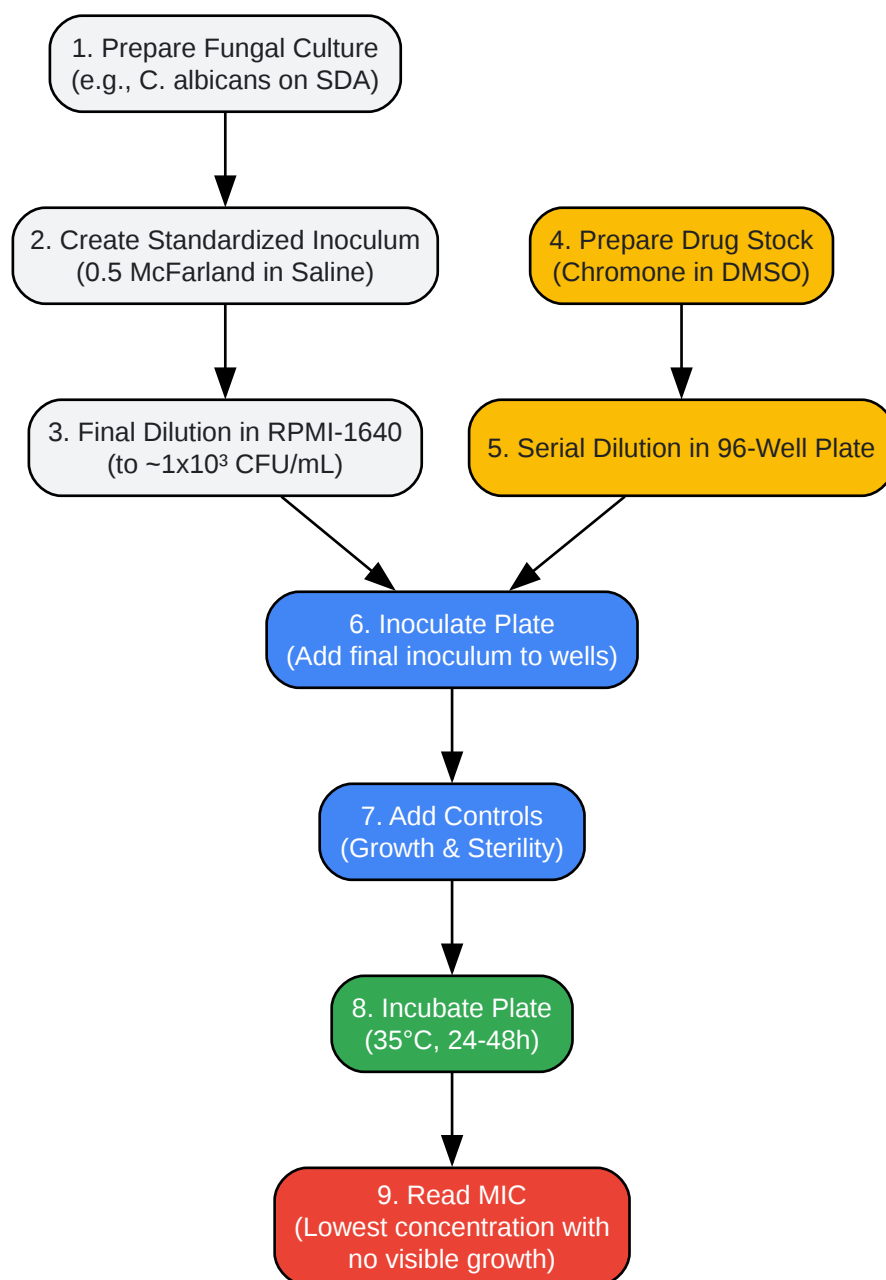 1. Prepare Fungal Culture
(e.g., C. albicans on SDA)
2. Create Standardized Inoculum
(0.5 McFarland in Saline)
4. Prepare Drug Stock
(Chromone in DMSO)
3. Final Dilution in RPMI-1640
(to ~1x10³ CFU/mL)
5. Serial Dilution in 96-Well Plate
6. Inoculate Plate
(Add final inoculum to wells)
7. Add Controls
(Growth & Sterility)
8. Incubate Plate
(35°C, 24-48h)
9. Read MIC
(Lowest concentration with
no visible growth)